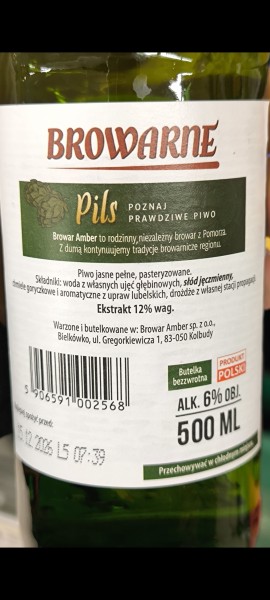 BROWARNE
Pils
POZNAJ
PRAWDZIWE PIWO
Browar Amber to rodzinny, niezależny browar z Pomorza.
Z dumą kontynuujemy tradycje browarnicze regionu.
Piwo jasne pełne, pasteryzowane.
Składniki: woda z własnych ujęć głębinowych, słód jęczmienny,
chmiele goryczkowe i aromatyczne z upraw lubelskich, drożdże z własnej stacji propagacji.
Ekstrakt 12% wag.
Warzone i butelkowane w: Browar Amber sp. z o.o.,
Bielkówko, ul. Gregorkiewicza 1, 83-050 Kolbudy
5 906591 002568
Butelka
bezzwrotna
PRODUKT
POLSKI
ALK. 6% OBJ.
500 ML
spożyć przed:
15.12.2026 L5 07:39
Przechowywać w chłodnym miejscu.